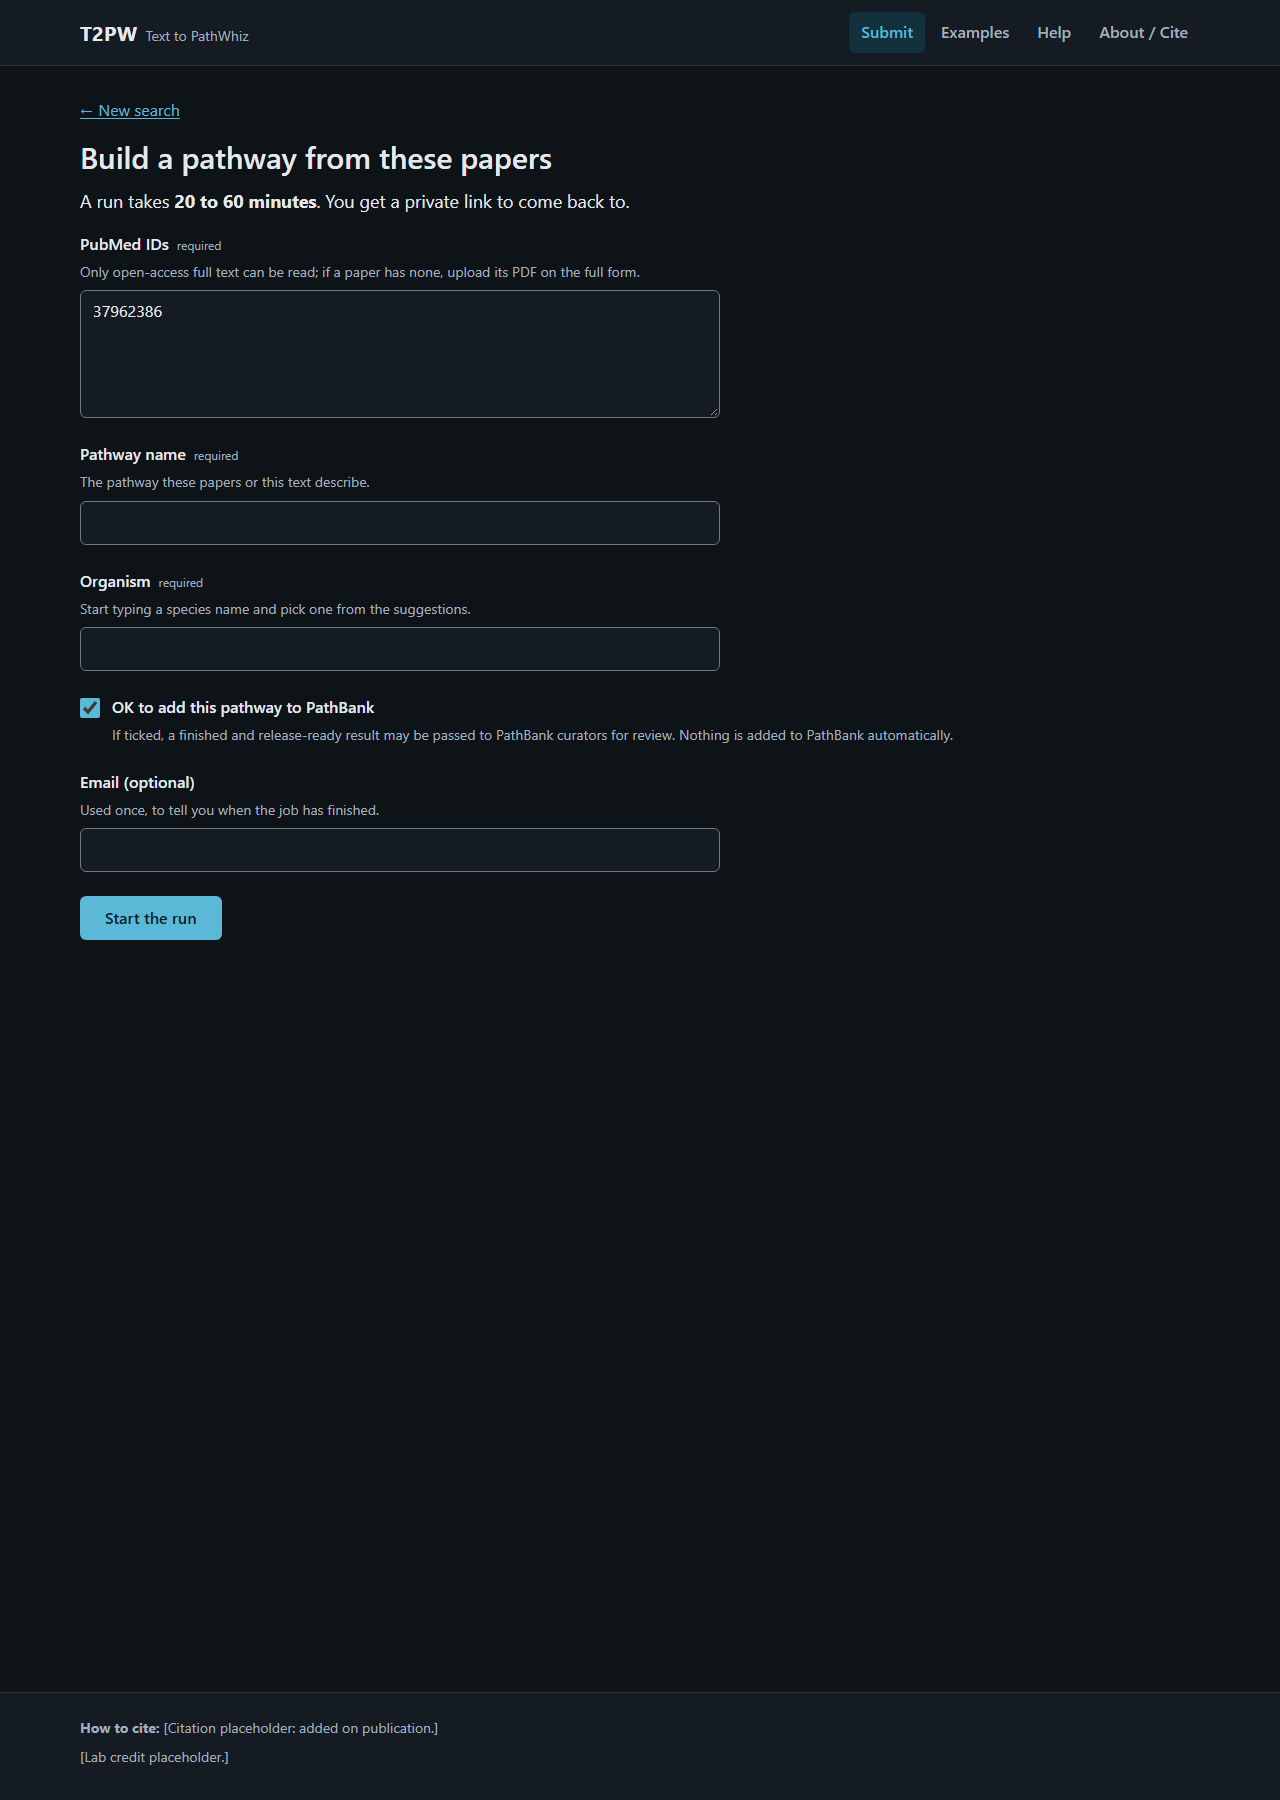 T2PW Text to PathWhiz
Submit
Examples
Help
About / Cite
← New search
Build a pathway from these papers
A run takes 20 to 60 minutes. You get a private link to come back to.
PubMed IDs required
Only open-access full text can be read; if a paper has none, upload its PDF on the full form.
37962386
Pathway name required
The pathway these papers or this text describe.
Organism required
Start typing a species name and pick one from the suggestions.
OK to add this pathway to PathBank
If ticked, a finished and release-ready result may be passed to PathBank curators for review. Nothing is added to PathBank automatically.
Email (optional)
Used once, to tell you when the job has finished.
Start the run
How to cite: [Citation placeholder: added on publication.]
[Lab credit placeholder.]